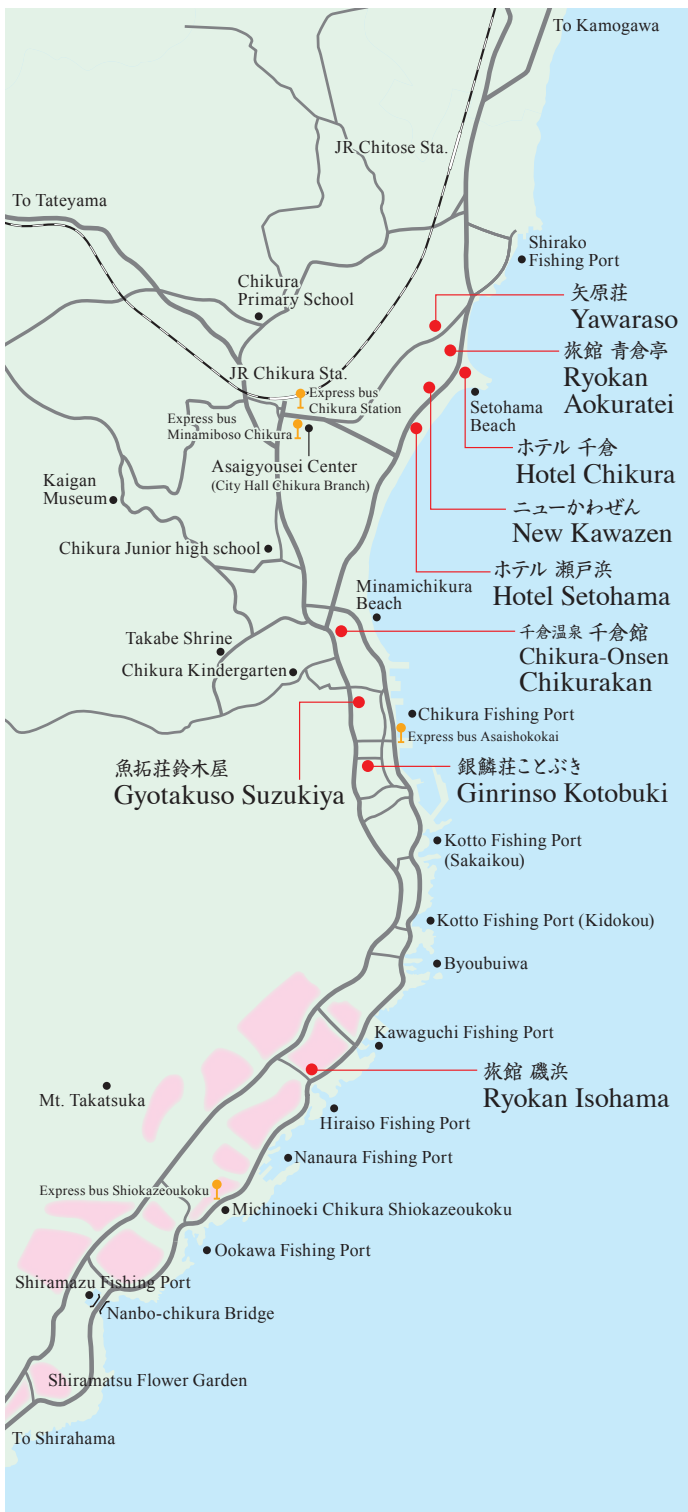 To Kamogawa
JR Chitose Sta.
To Tateyama
Shirako
Fishing Port
Chikura
Primary School
矢原荘
Yawaraso
旅館 青倉亭
Ryokan
Aokuratei
JR Chikura Sta.
Express bus
Chikura Station
Setohama
Beach
Express bus
Minamiboso Chikura
Asaigyousei Center
(City Hall Chikura Branch)
ホテル 千倉
Hotel Chikura
Kaigan
Museum
ニューかわぜん
New Kawazen
Chikura Junior high school
ホテル 瀬戸浜
Hotel Setohama
Minamichikura
Beach
Takabe Shrine
千倉温泉 千倉館
Chikura-Onsen
Chikurakan
Chikura Kindergarten
Chikura Fishing Port
Express bus Asaishokokai
魚拓荘鈴木屋
Gyotakuso Suzukiya
銀鱗荘ことぶき
Ginrinso Kotobuki
Kotto Fishing Port
(Sakaikou)
Kotto Fishing Port (Kidokou)
Byoubuiwa
Kawaguchi Fishing Port
旅館 磯浜
Ryokan Isohama
Mt. Takatsuka
Hiraiso Fishing Port
Nanaura Fishing Port
Express bus Shiokazeoukoku
Michinoeki Chikura Shiokazeoukoku
Ookawa Fishing Port
Shiramazu Fishing Port
Nanbo-chikura Bridge
Shiramatsu Flower Garden
To Shirahama